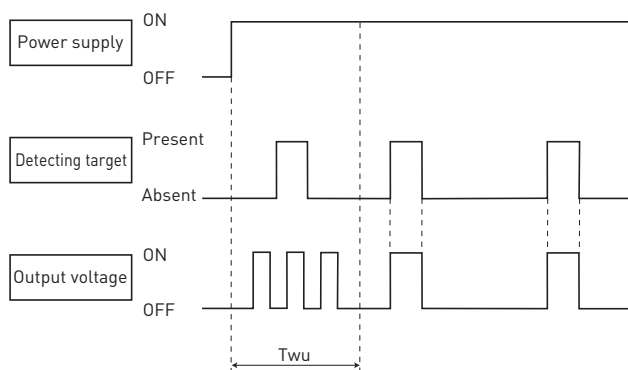 ON
Power supply
OFF
Present
Detecting target
Absent
ON
Output voltage
OFF
Twu